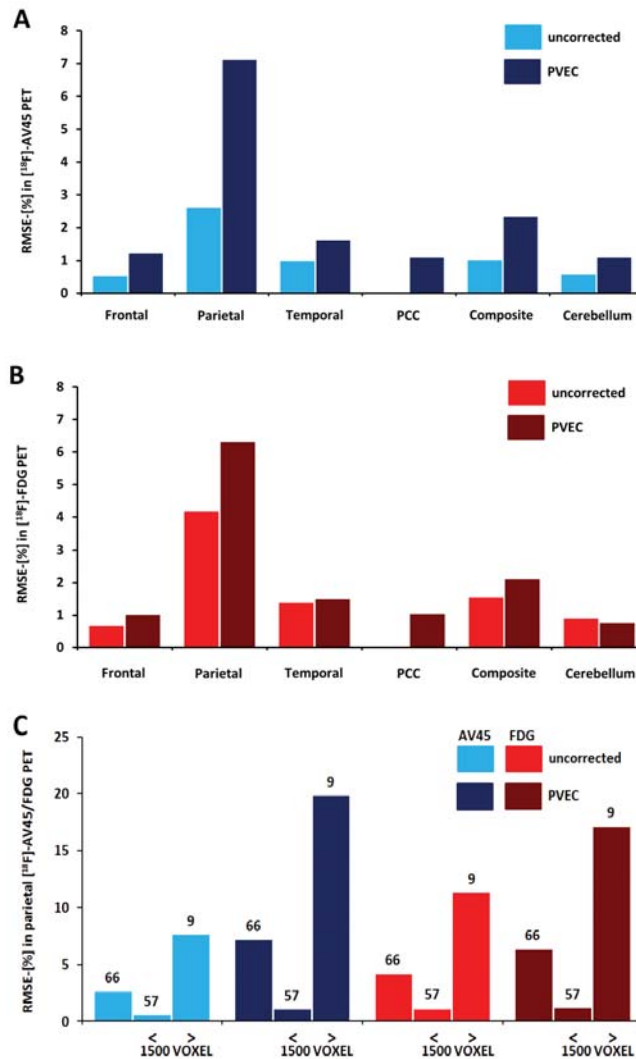 A
RMSE-[%] in [18F]-AV45 PET
8
7
6
5
4
3
2
1
0
uncorrected
PVEC
Frontal Parietal Temporal PCC Composite Cerebellum
B
RMSE-[%] in [18F]-FDG PET
8
7
6
5
4
3
2
1
0
uncorrected
PVEC
Frontal Parietal Temporal PCC Composite Cerebellum
C
RMSE-[%] in parietal [18F]-AV45/FDG PET
25
20
15
10
5
0
AV45 FDG
uncorrected
PVEC
66 57 9 66 57 9 66 57 9 66 57 9
< > < > < > < >
1500 VOXEL 1500 VOXEL 1500 VOXEL 1500 VOXEL